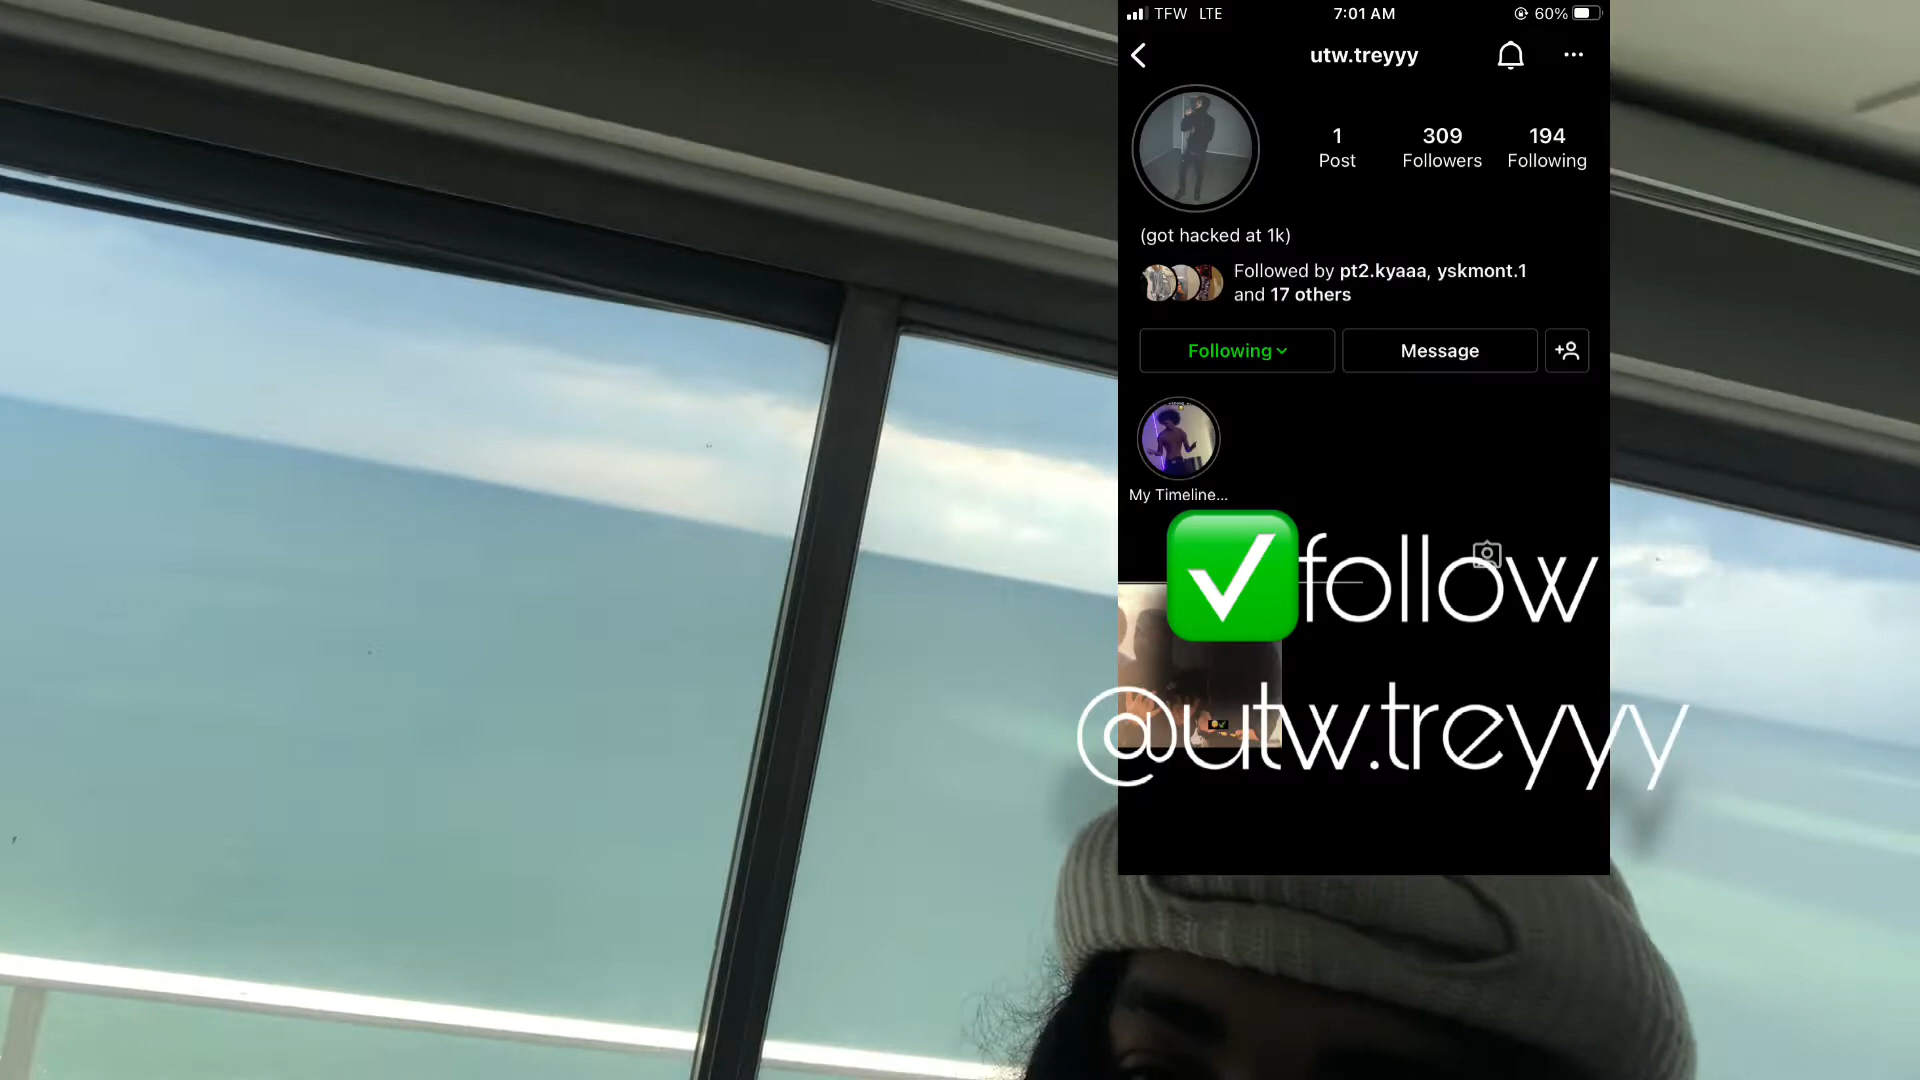 TFW LTE 7:01 AM 60%
utw.treyyy
1 309 194
Post Followers Following
(got hacked at 1k)
Followed by pt2.kyaaa, yskmont.1
and 17 others
Following Message
My Timeline...
✅follow
@utw.treyyy